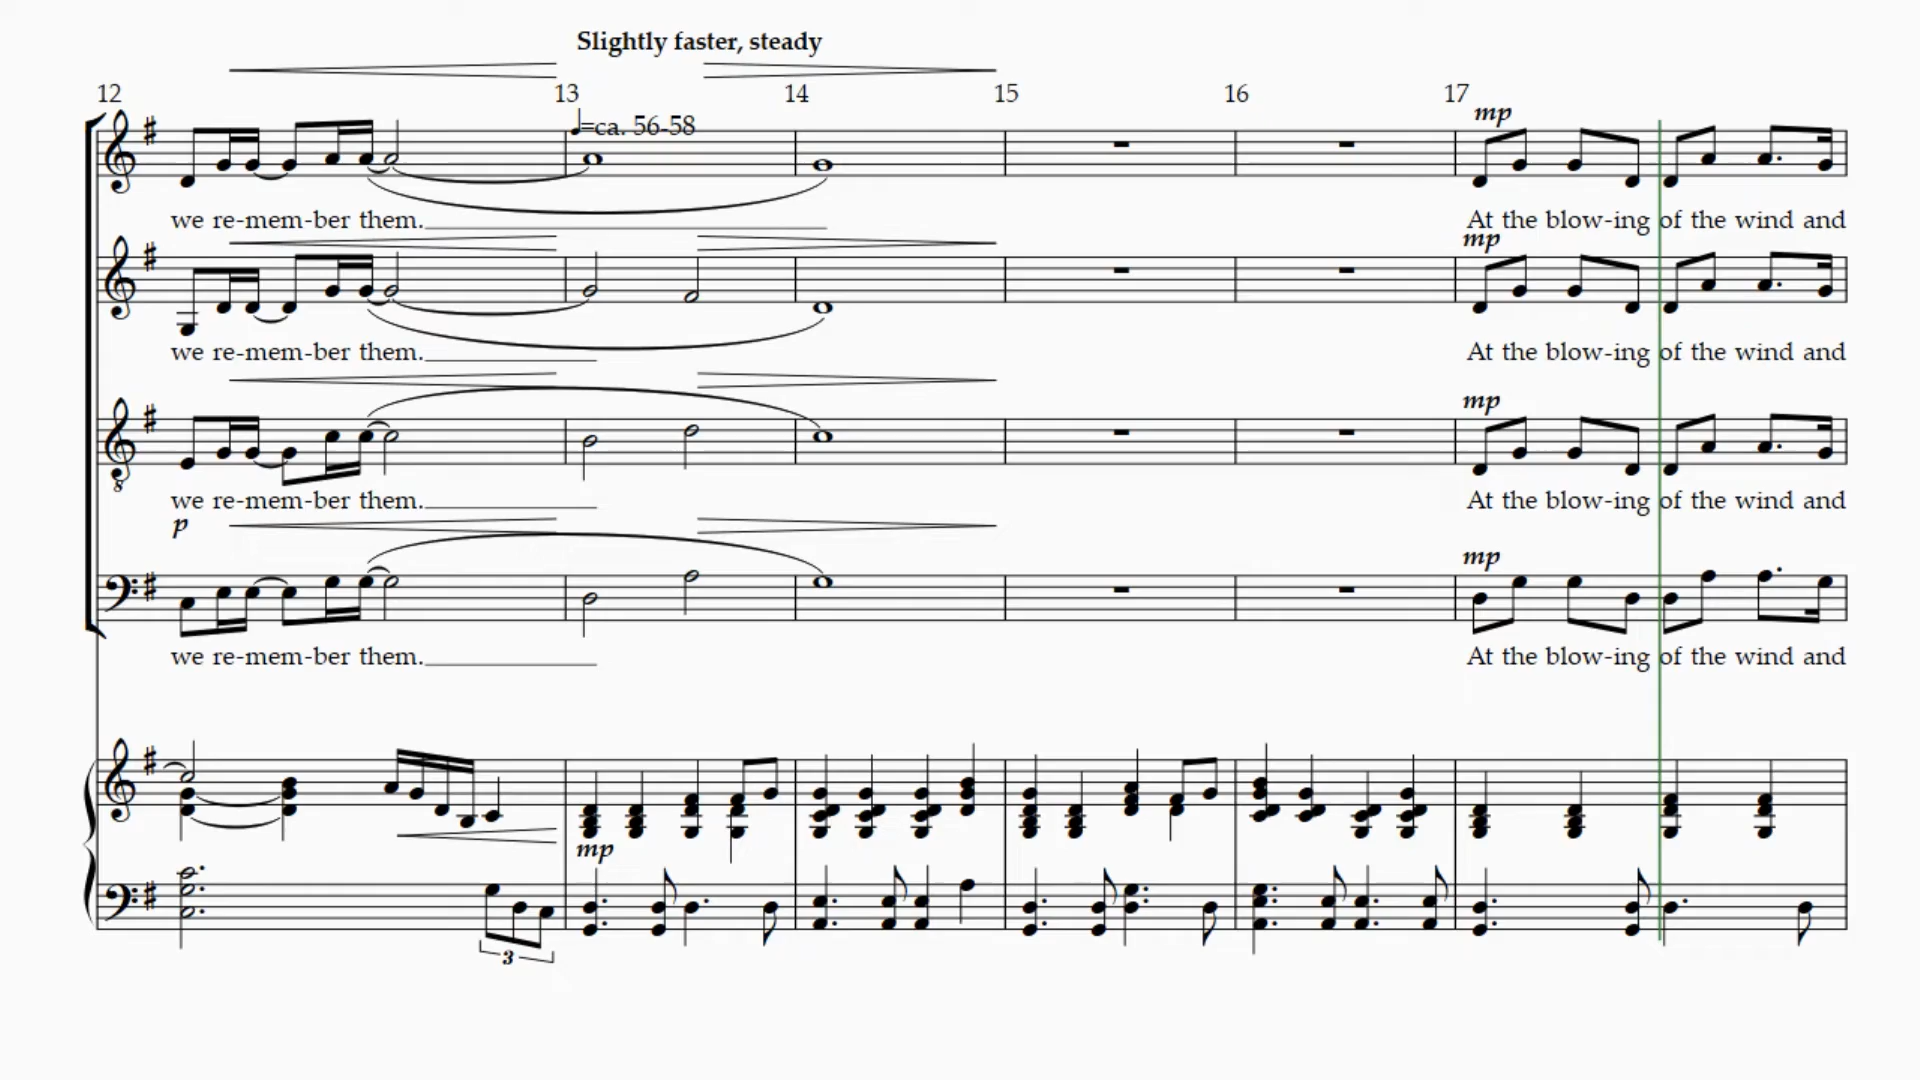 Slightly faster, steady
12 13 14 15 16 17
♩=ca. 56-58
mp
we re-mem-ber them.
At the blow-ing of the wind and
mp
we re-mem-ber them.
At the blow-ing of the wind and
mp
we re-mem-ber them.
At the blow-ing of the wind and
p
mp
8
we re-mem-ber them.
At the blow-ing of the wind and
mp
3